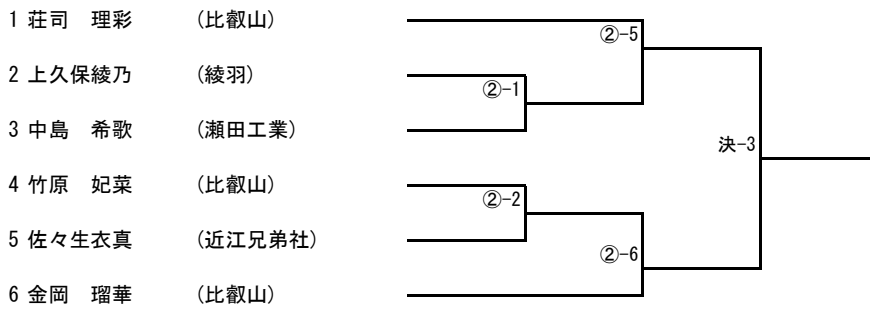 1 荘司　理彩 (比叡山)
②-5
2 上久保綾乃 (綾羽)
②-1
3 中島　希歌 (瀬田工業)
決-3
4 竹原　妃菜 (比叡山)
②-2
5 佐々生衣真 (近江兄弟社)
②-6
6 金岡　瑠華 (比叡山)